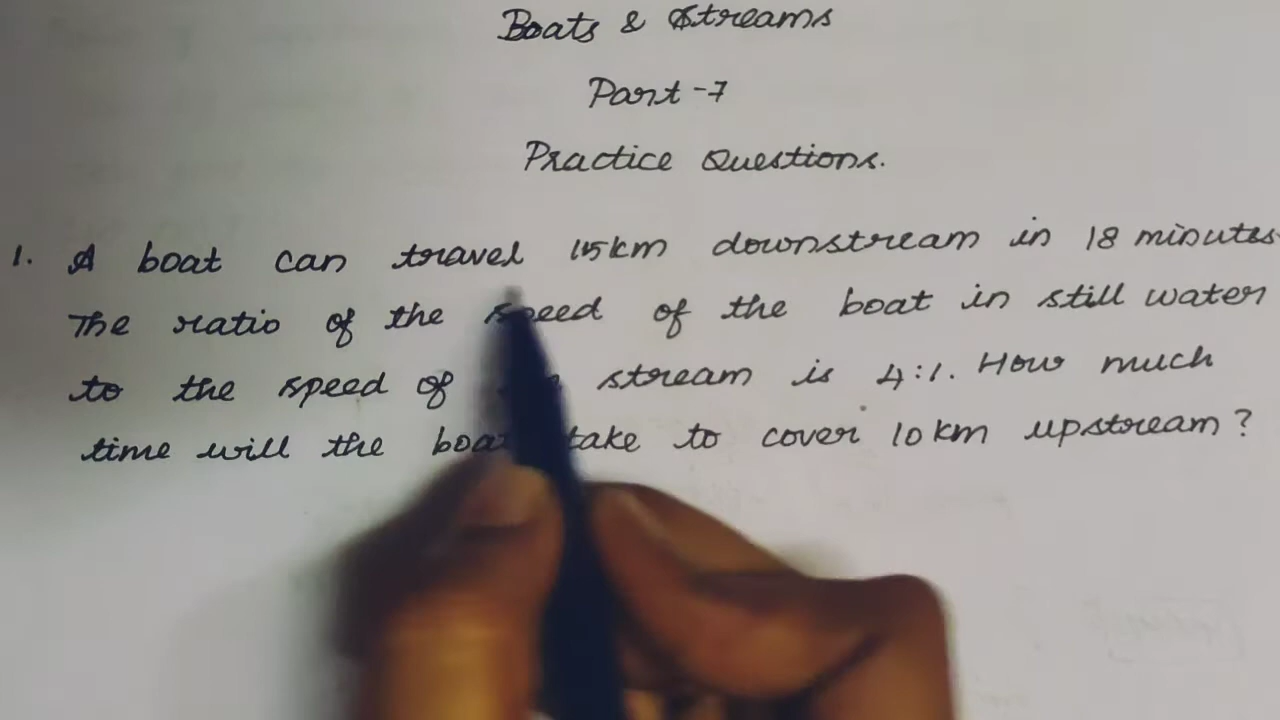 Boats & Streams
Part-7
Practice Questions.
1. A boat can travel 15km downstream in 18 minutes.
The ratio of the speed of the boat in still water
to the speed of stream is 4:1. How much
time will the boat take to cover 10km upstream?